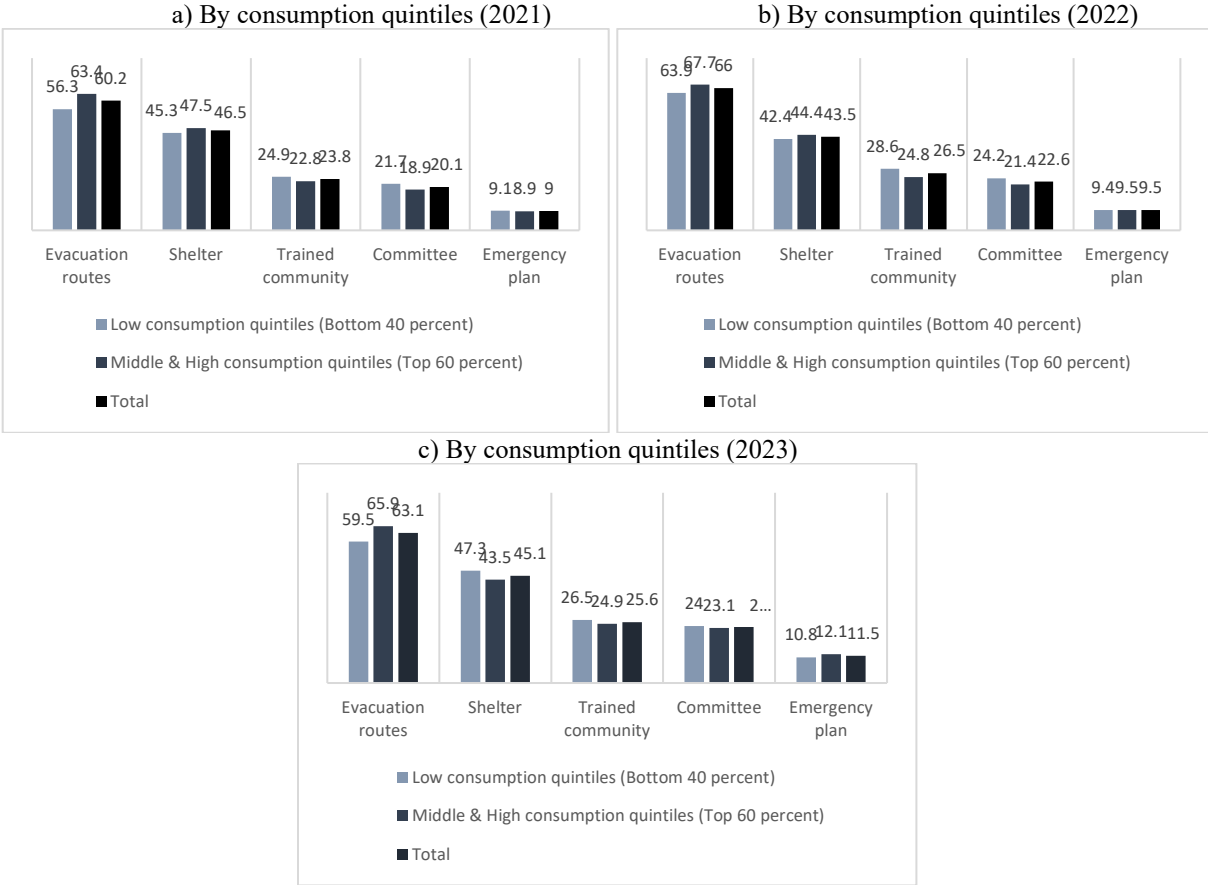 a) By consumption quintiles (2021)
56.3 63.4 60.2 45.3 47.5 46.5 24.9 22.8 23.8 21.7 18.9 20.1 9.1 8.9 9
Evacuation routes Shelter Trained community Committee Emergency plan
Low consumption quintiles (Bottom 40 percent)
Middle & High consumption quintiles (Top 60 percent)
Total
b) By consumption quintiles (2022)
63.9 67.7 66 42.4 44.4 43.5 28.6 24.8 26.5 24.2 21.4 22.6 9.4 9.5 9.5
Evacuation routes Shelter Trained community Committee Emergency plan
Low consumption quintiles (Bottom 40 percent)
Middle & High consumption quintiles (Top 60 percent)
Total
c) By consumption quintiles (2023)
59.5 65.9 63.1 47.3 43.5 45.1 26.5 24.9 25.6 24 23.1 2... 10.8 12.1 11.5
Evacuation routes Shelter Trained community Committee Emergency plan
Low consumption quintiles (Bottom 40 percent)
Middle & High consumption quintiles (Top 60 percent)
Total